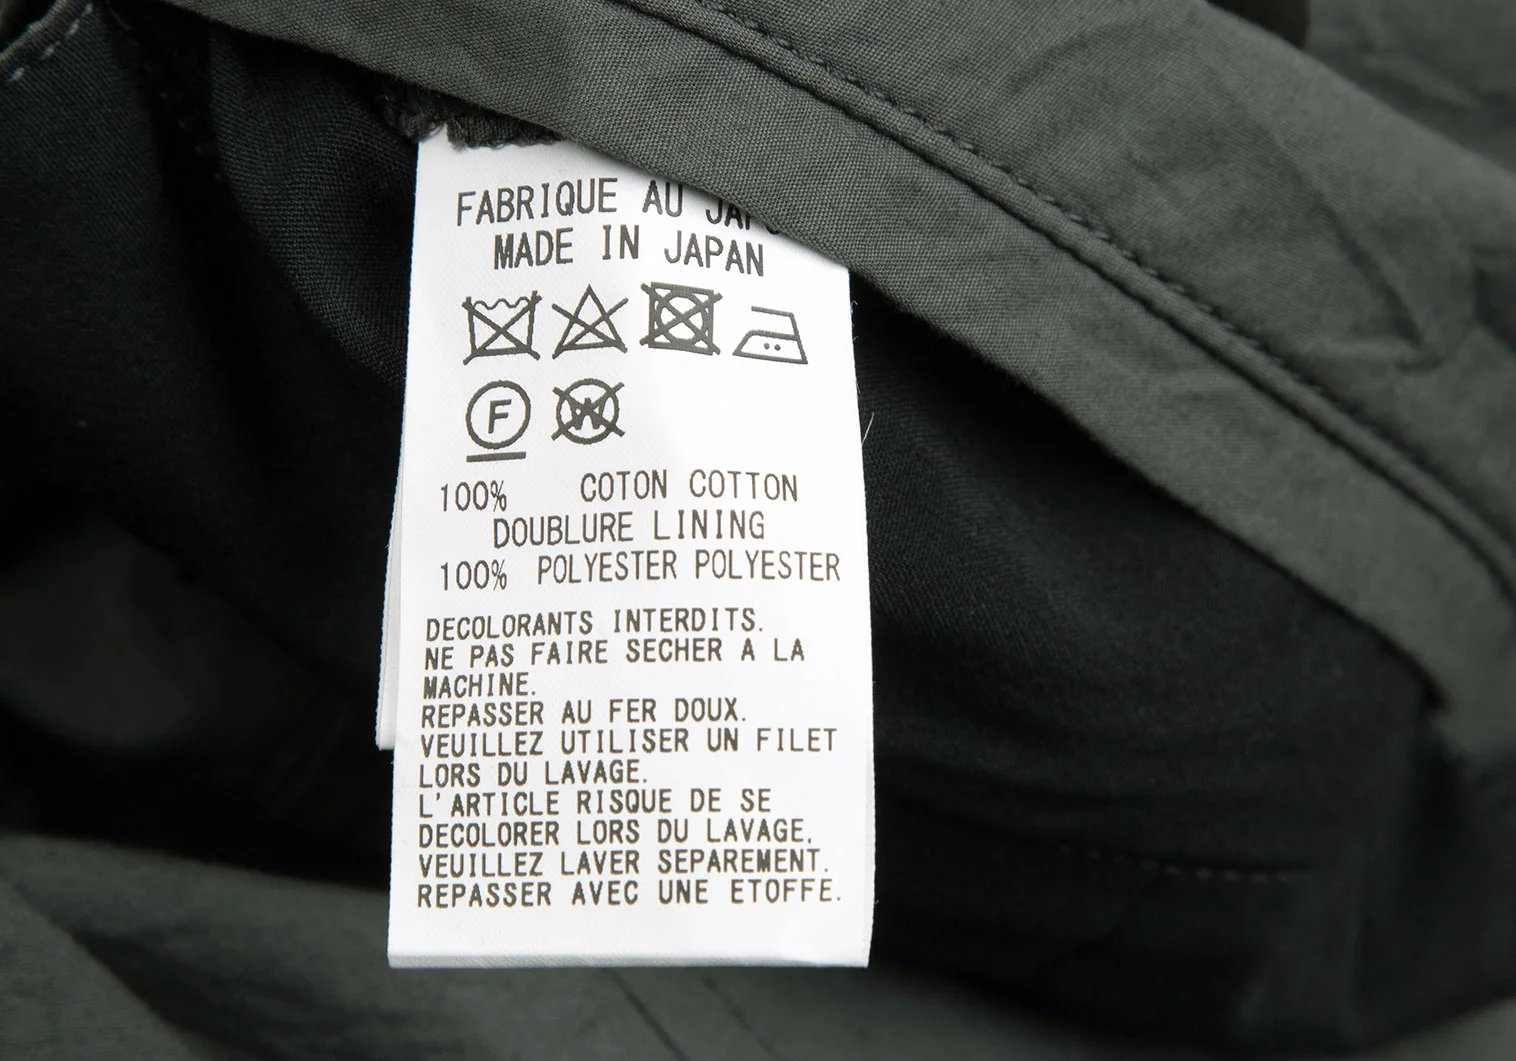 FABRIQUE AU
MADE IN JAPAN
F W
100% COTON COTTON
DOUBLURE LINING
100% POLYESTER POLYESTER
DECOLORANTS INTERDITS.
NE PAS FAIRE SECHER A LA
MACHINE.
REPASSER AU FER DOUX.
VEUILLEZ UTILISER UN FILET
LORS DU LAVAGE.
L'ARTICLE RISQUE DE SE
DECOLORER LORS DU LAVAGE,
VEUILLEZ LAVER SEPAREMENT.
REPASSER AVEC UNE ETOFFE.